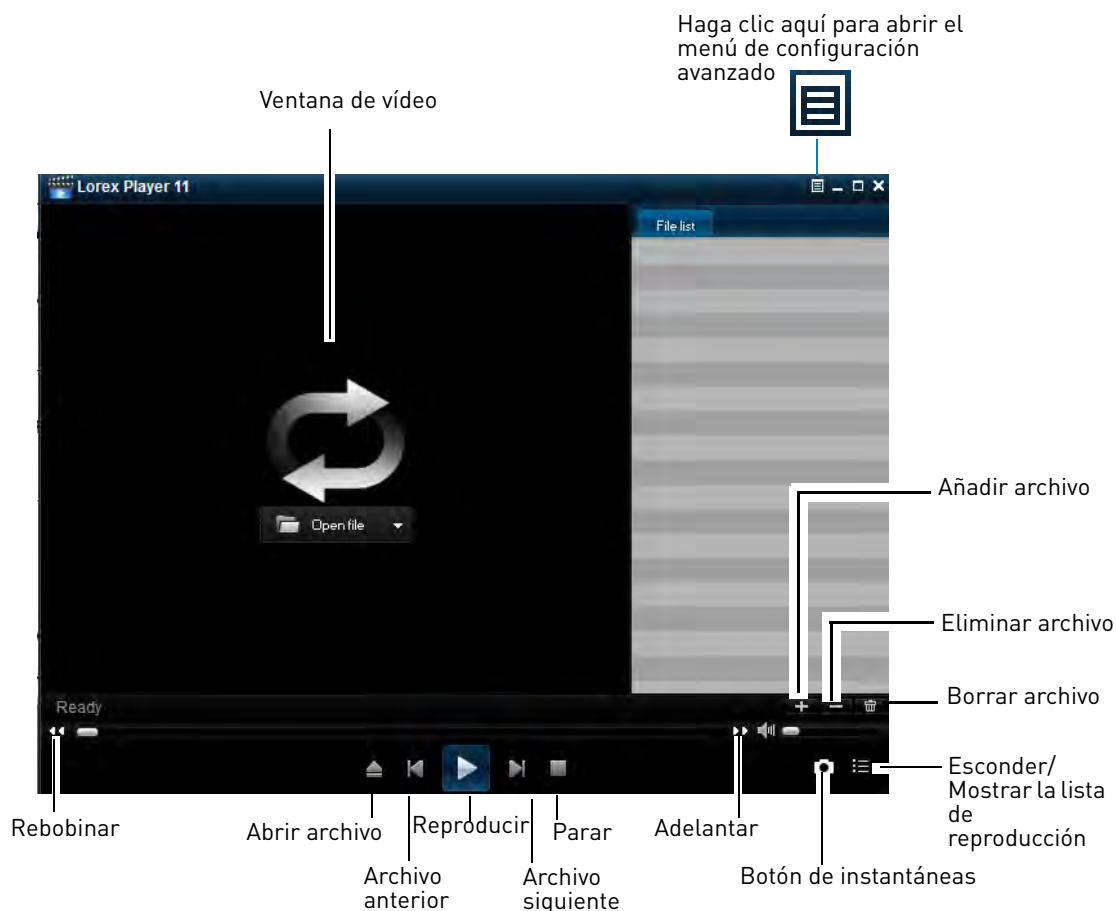 Haga clic aquí para abrir el
menú de configuración
avanzado
Ventana de vídeo
Lorex Player 11
File list
Open file
Añadir archivo
Eliminar archivo
Borrar archivo
Ready
Esconder/
Mostrar la lista
de
reproducción
Rebobinar
Abrir archivo
Reproducir
Parar
Adelantar
Archivo
anterior
Archivo
siguiente
Botón de instantáneas